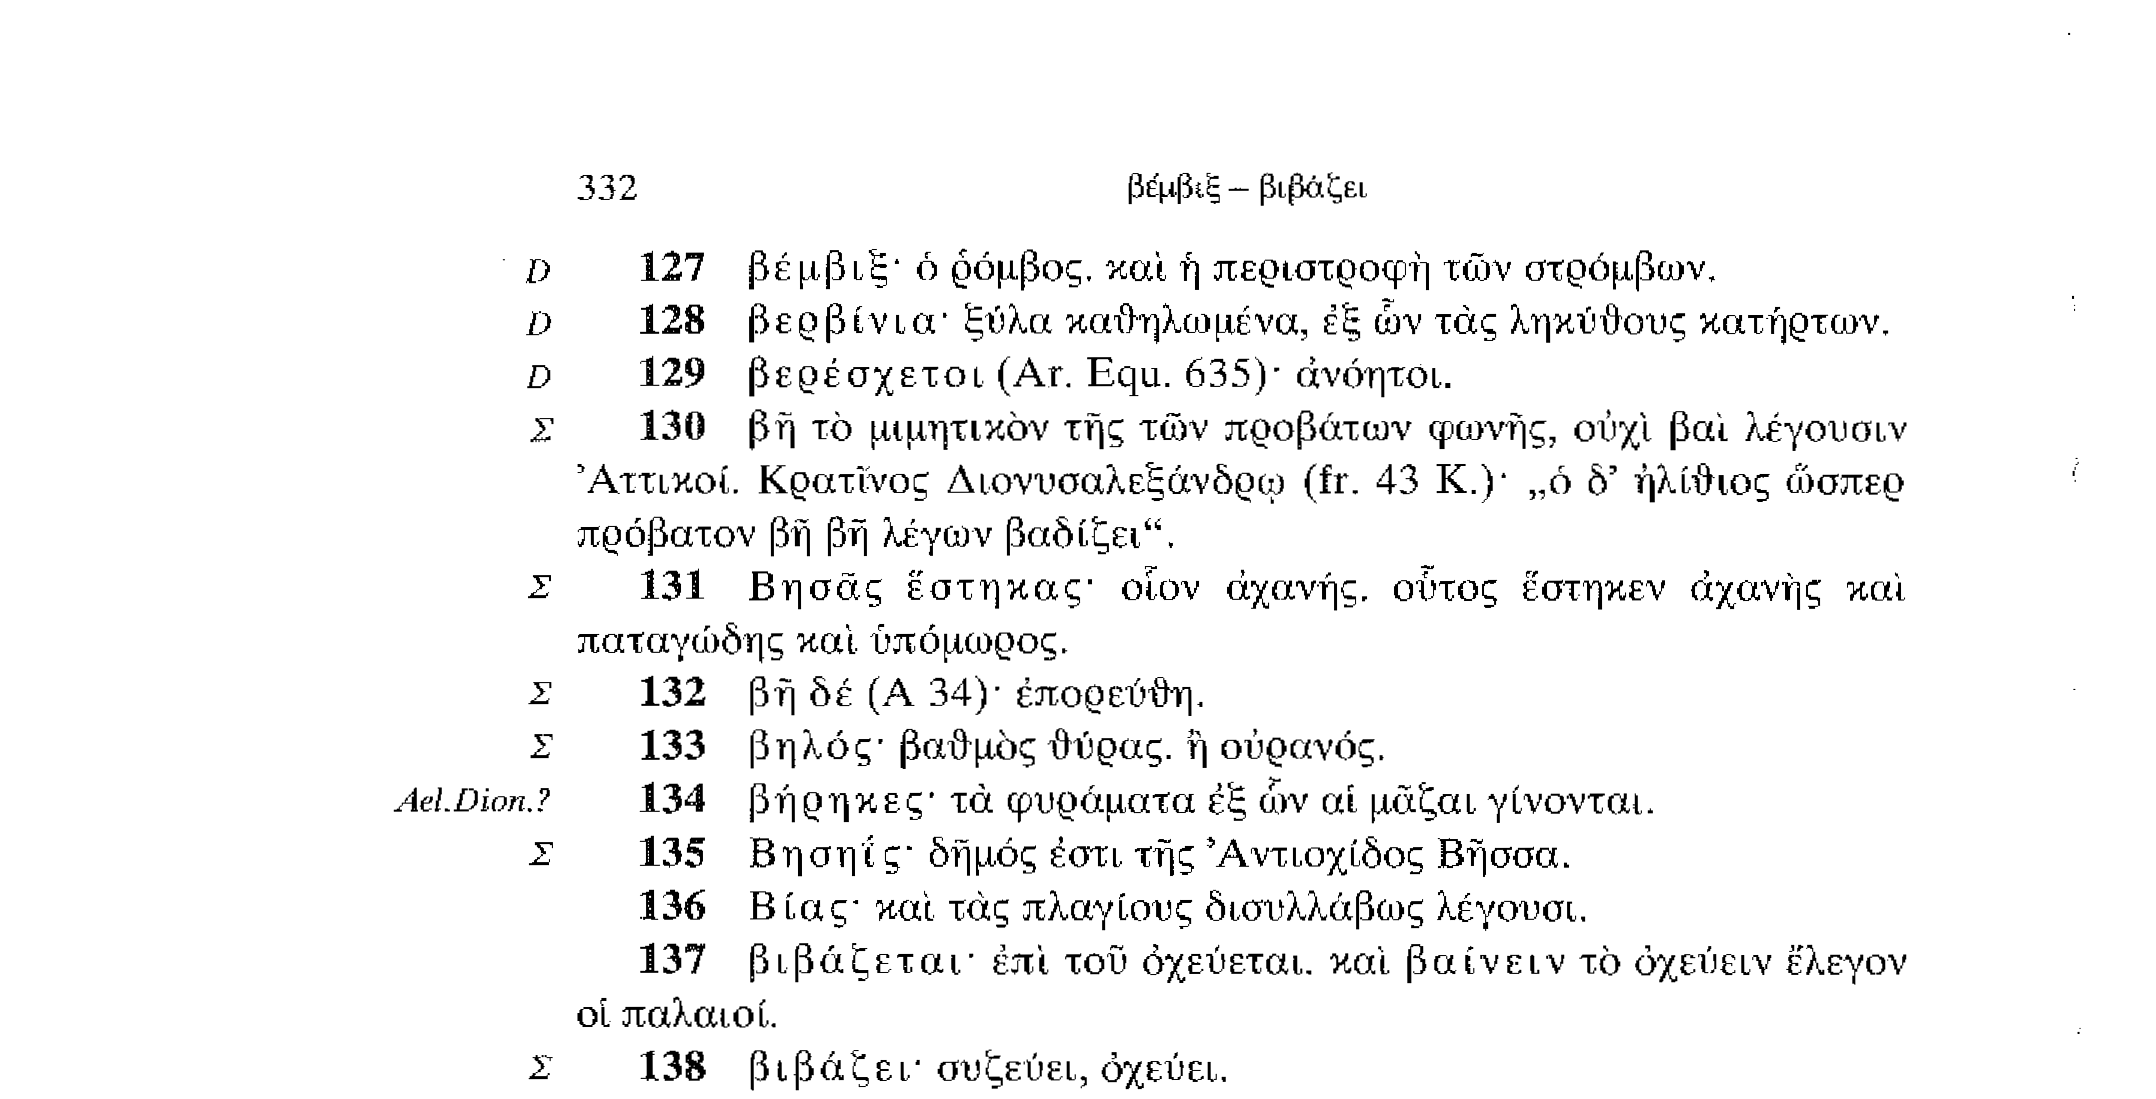 332 βέμβιξ – βιβάζει
D 127 βέμβιξ· ὁ ῥόμβος. καὶ ἡ περιστροφὴ τῶν στρόμβων.
D 128 βερβίνια· ξύλα καθηλωμένα, ἐξ ὧν τὰς ληκύθους κατήρτων.
D 129 βερέσχετοι (Ar. Equ. 635)· ἀνόητοι.
Σ 130 βῆ τὸ μιμητικὸν τῆς τῶν προβάτων φωνῆς, οὐχὶ βαὶ λέγουσιν
Ἀττικοί. Κρατῖνος Διονυσαλεξάνδρῳ (fr. 43 K.)· „ὁ δ’ ἠλίθιος ὥσπερ
πρόβατον βῆ βῆ λέγων βαδίζει“.
Σ 131 Βησᾶς ἕστηκας· οἷον ἀχανής. οὗτος ἕστηκεν ἀχανὴς καὶ
παταγώδης καὶ ὑπόμωρος.
Σ 132 βῆ δέ (Α 34)· ἐπορεύθη.
Σ 133 βηλός· βαθμὸς θύρας. ἢ οὐρανός.
Ael.Dion.? 134 βήρηκες· τὰ φυράματα ἐξ ὧν αἱ μᾶζαι γίνονται.
Σ 135 Βησηΐς· δῆμός ἐστι τῆς Ἀντιοχίδος Βῆσσα.
136 Βίας· καὶ τὰς πλαγίους δισυλλάβως λέγουσι.
137 βιβάζεται· ἐπὶ τοῦ ὀχεύεται. καὶ βαίνειν τὸ ὀχεύειν ἔλεγον
οἱ παλαιοί.
Σ 138 βιβάζει· συζεύει, ὀχεύει.